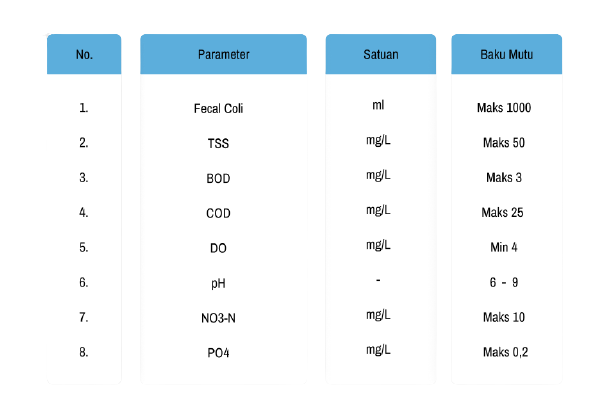 No. Parameter Satuan Baku Mutu
1. Fecal Coli ml Maks 1000
2. TSS mg/L Maks 50
3. BOD mg/L Maks 3
4. COD mg/L Maks 25
5. DO mg/L Min 4
6. pH - 6 - 9
7. NO3-N mg/L Maks 10
8. PO4 mg/L Maks 0,2